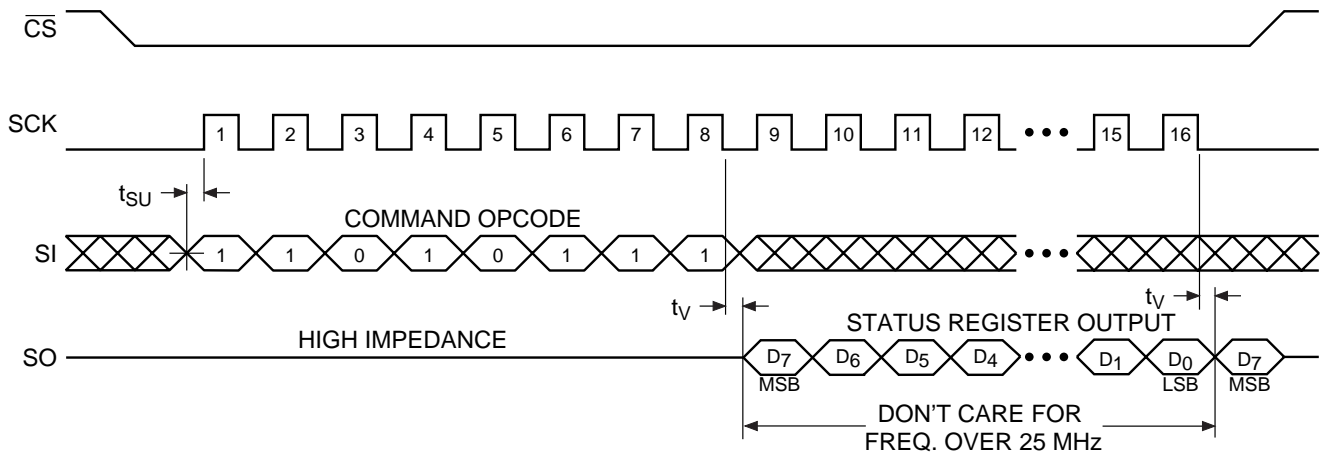 CS
SCK
1 2 3 4 5 6 7 8 9 10 11 12 ••• 15 16
tSU
COMMAND OPCODE
SI
1 1 0 1 0 1 1 1 •••
tV tV
HIGH IMPEDANCE
STATUS REGISTER OUTPUT
SO
D7 D6 D5 D4 ••• D1 D0 D7
MSB LSB MSB
DON'T CARE FOR
FREQ. OVER 25 MHz